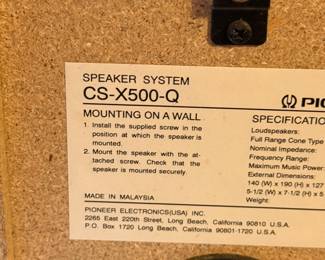 SPEAKER SYSTEM
CS-X500-Q
MOUNTING ON A WALL
1. Install the supplied screw in the
position at which the speaker is
mounted.
2. Mount the speaker with the at-
tached screw. Check that the
speaker is mounted securely.
MADE IN MALAYSIA
PIO
SPECIFICATION
Loudspeakers:
Full Range Cone Type
Nominal Impedance:
Frequency Range:
Maximum Music Power:
External Dimensions:
140 (W) x 190 (H) x 127
5-1/2 (W) x 7-1/2 (H) x 5
Weight:
PIONEER ELECTRONICS(USA) INC.
2265 East 220th Street, Long Beach, California 90810 U.S.A.
P.O. Box 1720 Long Beach, California 90801-1720 U.S.A.